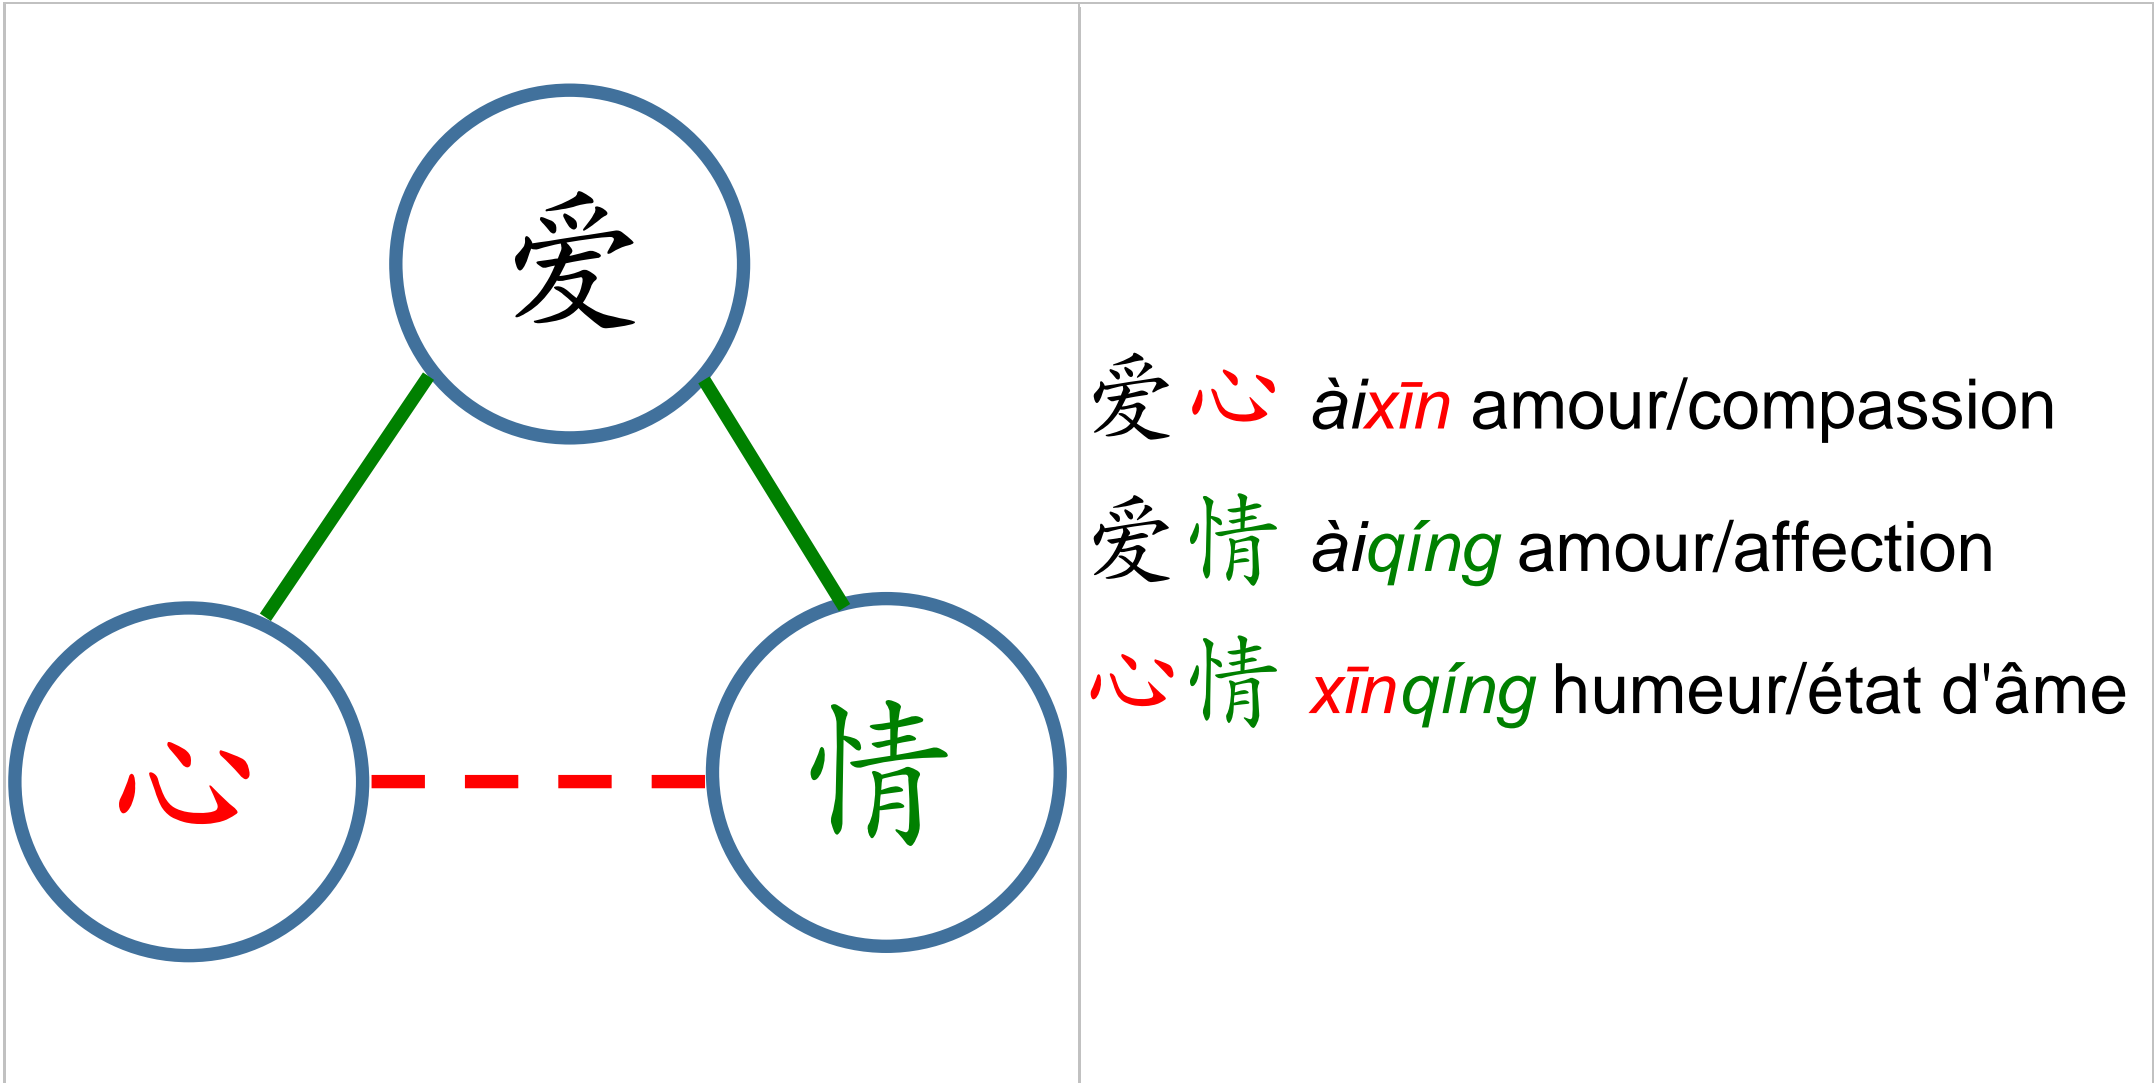 爱
心
情
爱心 àixīn amour/compassion
爱情 àiqíng amour/affection
心情 xīnqíng humeur/état d'âme